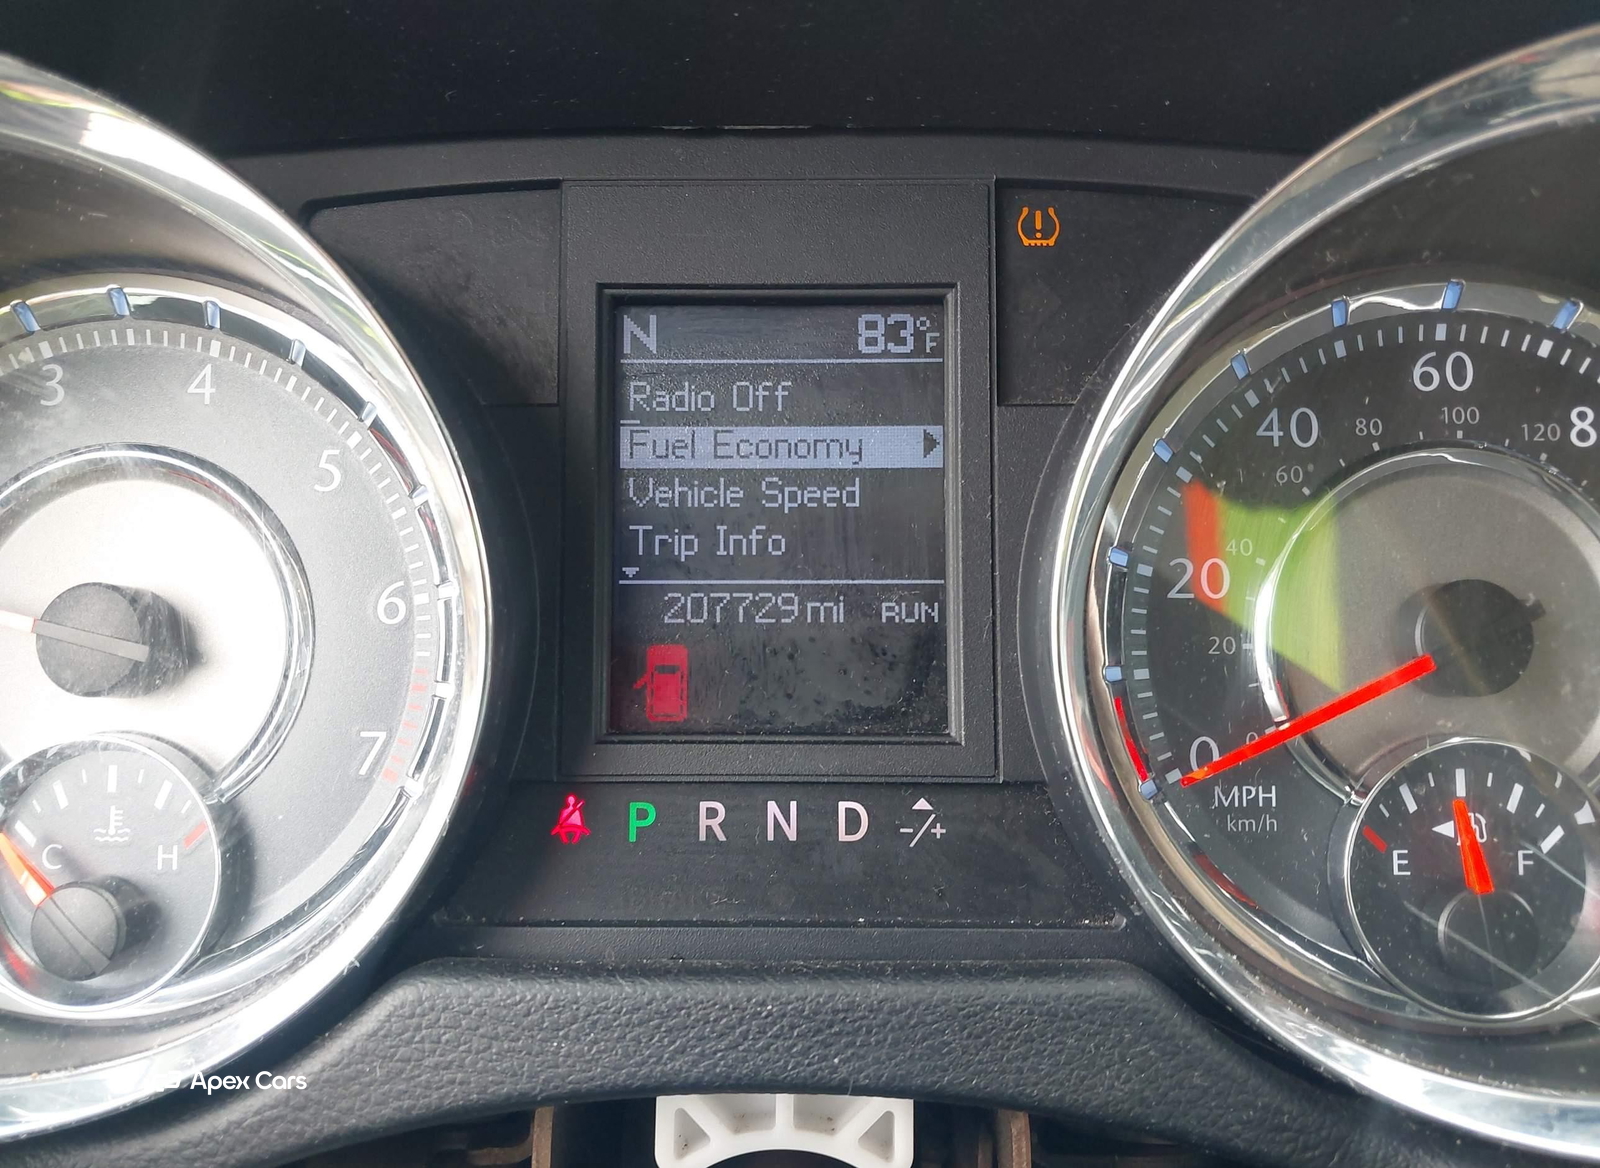 N 83°F
Radio Off
Fuel Economy
Vehicle Speed
Trip Info
207729 mi RUN
P R N D -/+
3 4 5 6 7
C H
0 20 40 60 8
20 40 60 80 100 120
MPH
km/h
E F
Apex Cars